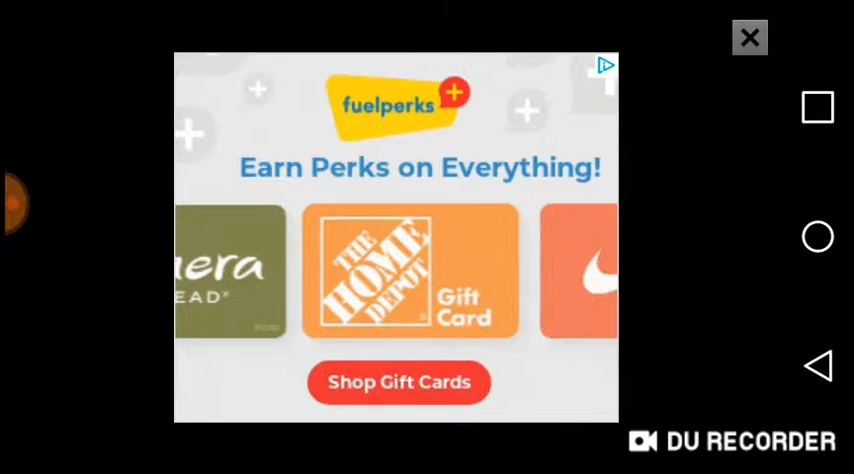 fuelperks+
Earn Perks on Everything!
era
EAD®
THE
HOME
DEPOT
Gift
Card
Shop Gift Cards
DU RECORDER